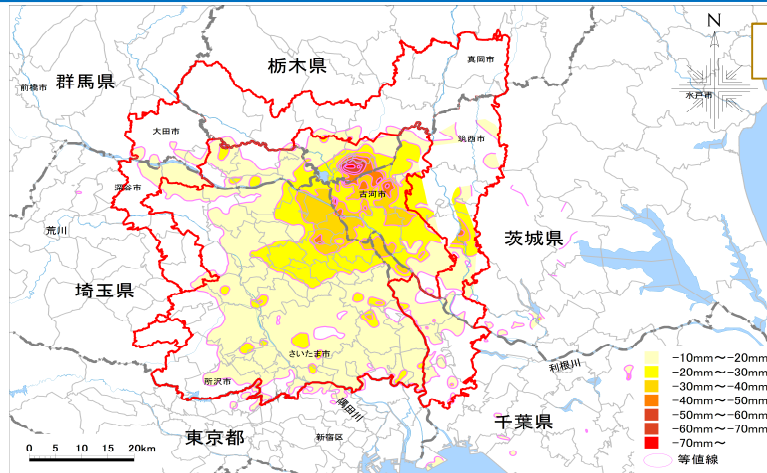 N
栃木県
群馬県
真岡市
前橋市
水戸市
大田市
筑西市
深谷市
古河市
荒川
茨城県
埼玉県
さいたま市
所沢市
利根川
隅田川
千葉県
東京都
新宿区
0 5 10 15 20km
-10mm～-20mm
-20mm～-30mm
-30mm～-40mm
-40mm～-50mm
-50mm～-60mm
-60mm～-70mm
-70mm～
等値線